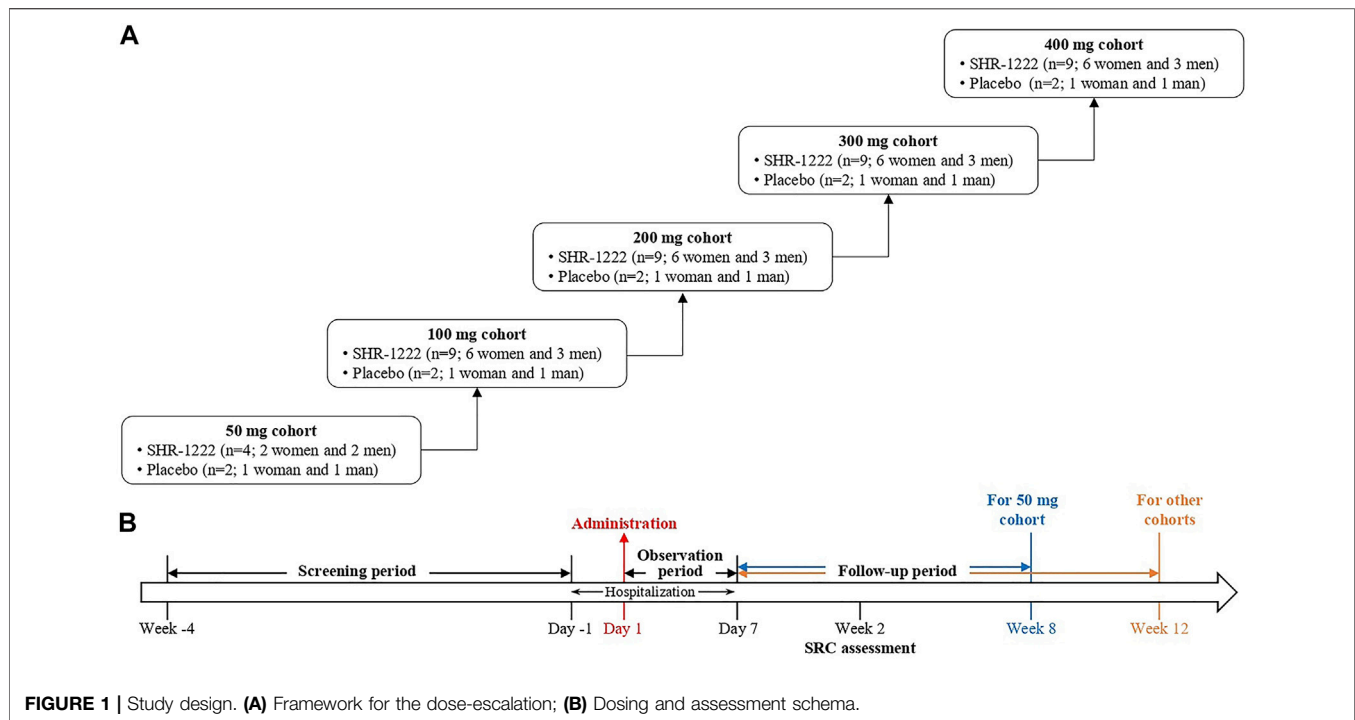 A
400 mg cohort
• SHR-1222 (n=9; 6 women and 3 men)
• Placebo (n=2; 1 woman and 1 man)
300 mg cohort
• SHR-1222 (n=9; 6 women and 3 men)
• Placebo (n=2; 1 woman and 1 man)
200 mg cohort
• SHR-1222 (n=9; 6 women and 3 men)
• Placebo (n=2; 1 woman and 1 man)
100 mg cohort
• SHR-1222 (n=9; 6 women and 3 men)
• Placebo (n=2; 1 woman and 1 man)
50 mg cohort
• SHR-1222 (n=4; 2 women and 2 men)
• Placebo (n=2; 1 woman and 1 man)
B
Administration
For 50 mg
cohort
For other
cohorts
Screening period
Observation
period
Follow-up period
Hospitalization
Week -4
Day -1
Day 1
Day 7
Week 2
SRC assessment
Week 8
Week 12
FIGURE 1 | Study design. (A) Framework for the dose-escalation; (B) Dosing and assessment schema.